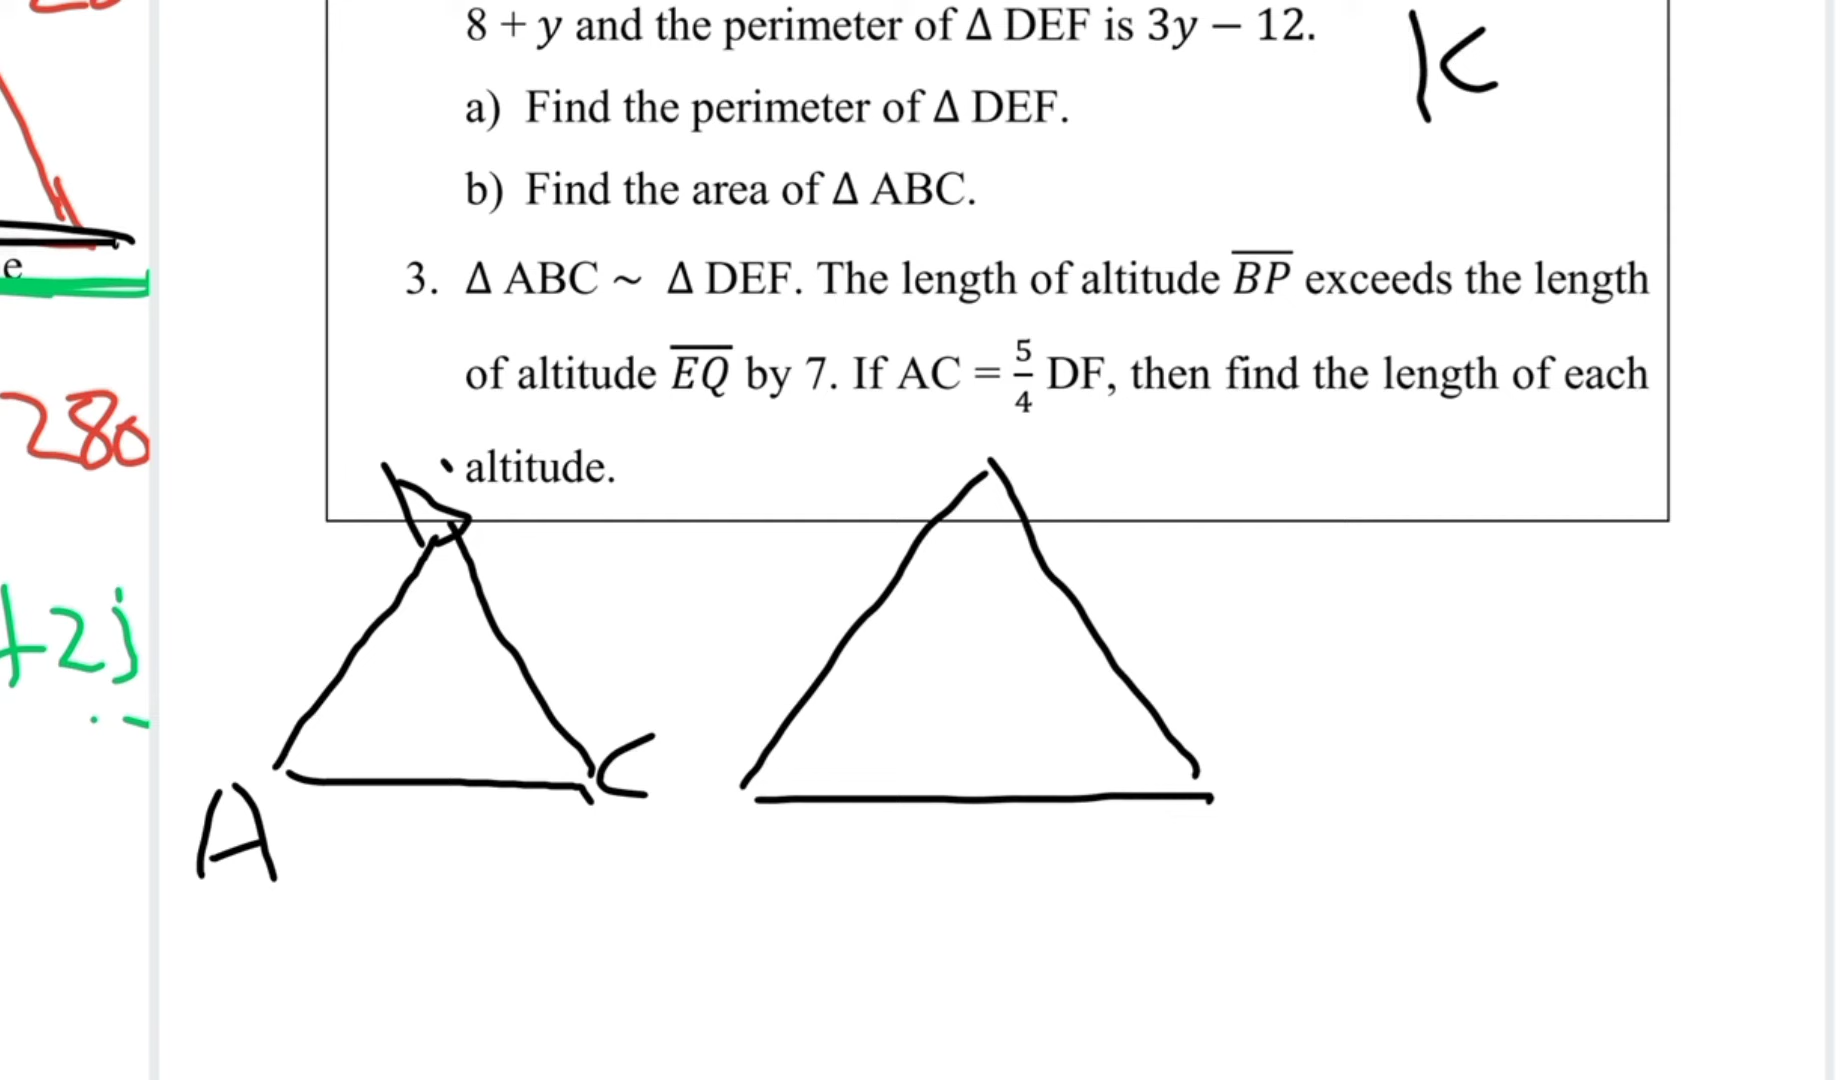 8 + y and the perimeter of Δ DEF is 3y − 12.
K
a) Find the perimeter of Δ DEF.
b) Find the area of Δ ABC.
e
3. Δ ABC ~ Δ DEF. The length of altitude BP exceeds the length
of altitude EQ by 7. If AC = 5/4 DF, then find the length of each
altitude.
280
+2j
C
A